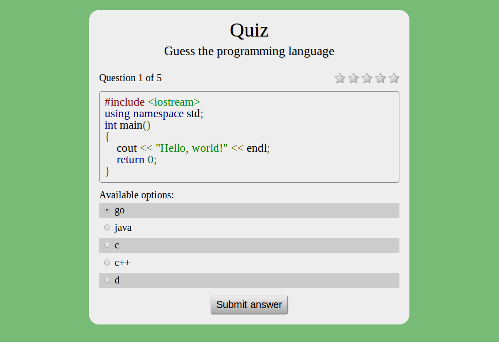 Quiz
Guess the programming language
Question 1 of 5
#include <iostream>
using namespace std;
int main()
{
    cout << "Hello, world!" << endl;
    return 0;
}
Available options:
go
java
c
c++
d
Submit answer